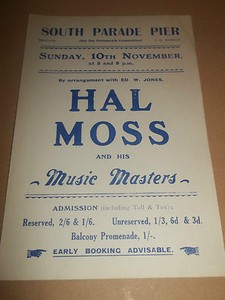 SOUTH PARADE PIER
SUNDAY, 10TH NOVEMBER,
at 3 and 8 p.m.
By arrangement with ED. W. JONES.
HAL
MOSS
AND HIS
Music Masters
ADMISSION (including Toll & Tax):
Reserved, 2/6 & 1/6. Unreserved, 1/3, 6d & 3d.
Balcony Promenade, 1/-.
EARLY BOOKING ADVISABLE.